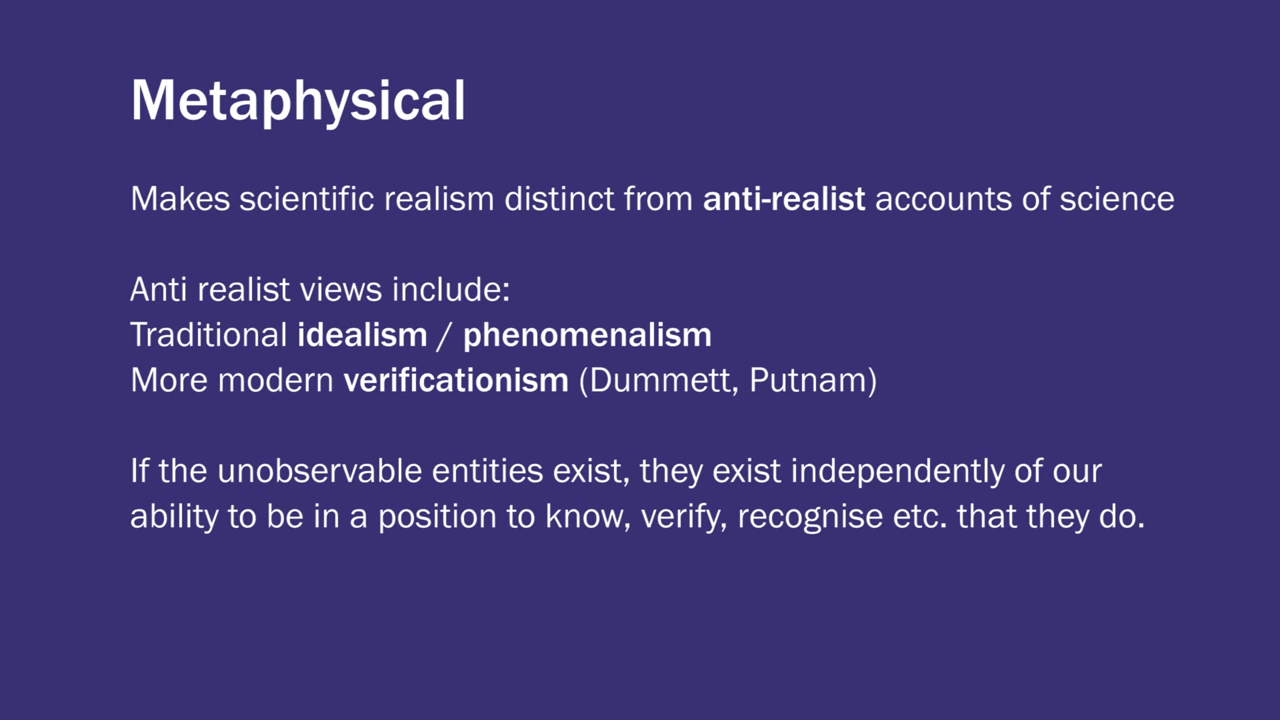 Metaphysical
Makes scientific realism distinct from anti-realist accounts of science
Anti realist views include:
Traditional idealism / phenomenalism
More modern verificationism (Dummett, Putnam)
If the unobservable entities exist, they exist independently of our
ability to be in a position to know, verify, recognise etc. that they do.